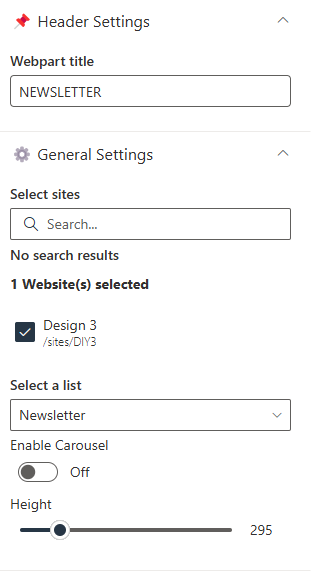 Header Settings
Webpart title
NEWSLETTER
General Settings
Select sites
Search...
No search results
1 Website(s) selected
Design 3
/sites/DIY3
Select a list
Newsletter
Enable Carousel
Off
Height
295